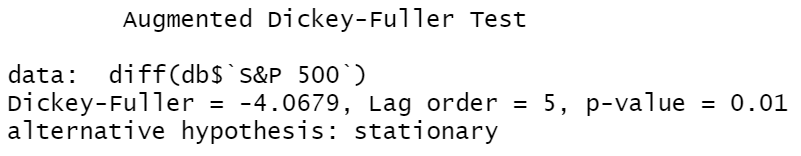 Augmented Dickey-Fuller Test
data:  diff(db$`S&P 500`)
Dickey-Fuller = -4.0679, Lag order = 5, p-value = 0.01
alternative hypothesis: stationary